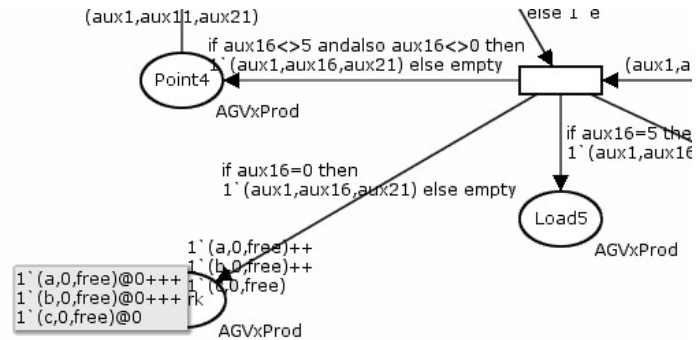 (aux1,aux11,aux21)
else 1`e
if aux16<>5 andalso aux16<>0 then
1`(aux1,aux16,aux21) else empty
(aux1,a
Point4
AGVxProd
if aux16=5 the
1`(aux1,aux16
if aux16=0 then
1`(aux1,aux16,aux21) else empty
Load5
AGVxProd
1`(a,0,free)++
1`(b,0,free)++
1`(c,0,free)
1`(a,0,free)@0+++
1`(b,0,free)@0+++
1`(c,0,free)@0
rk
AGVxProd